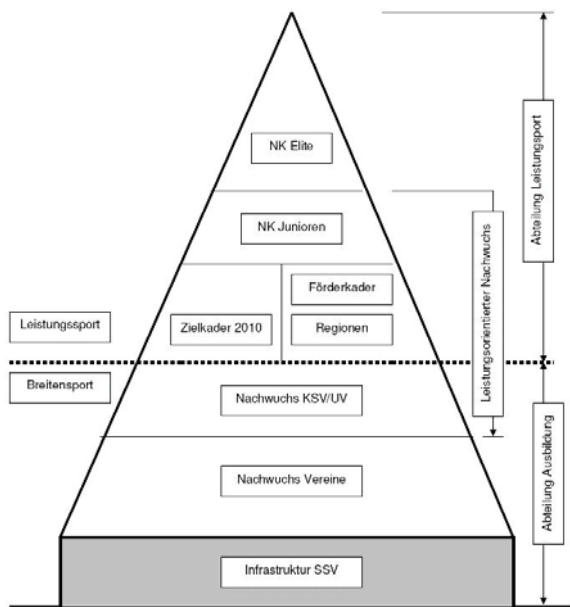 NK Elite
NK Junioren
Förderkader
Zielkader 2010
Regionen
Leistungssport
Breitensport
Nachwuchs KSV/UV
Nachwuchs Vereine
Infrastruktur SSV
Leistungsorientierter Nachwuchs
Abteilung Leistungsport
Abteilung Ausbildung